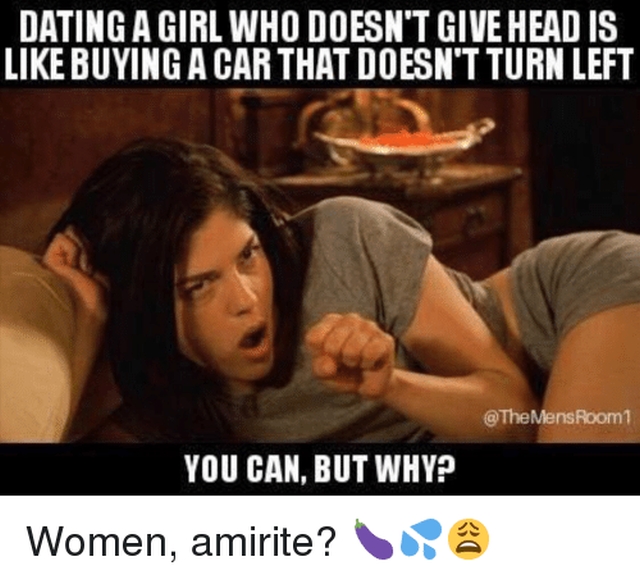 DATING A GIRL WHO DOESN'T GIVE HEAD IS
LIKE BUYING A CAR THAT DOESN'T TURN LEFT
@TheMensRoom1
YOU CAN, BUT WHY?
Women, amirite? 🍆💦😩